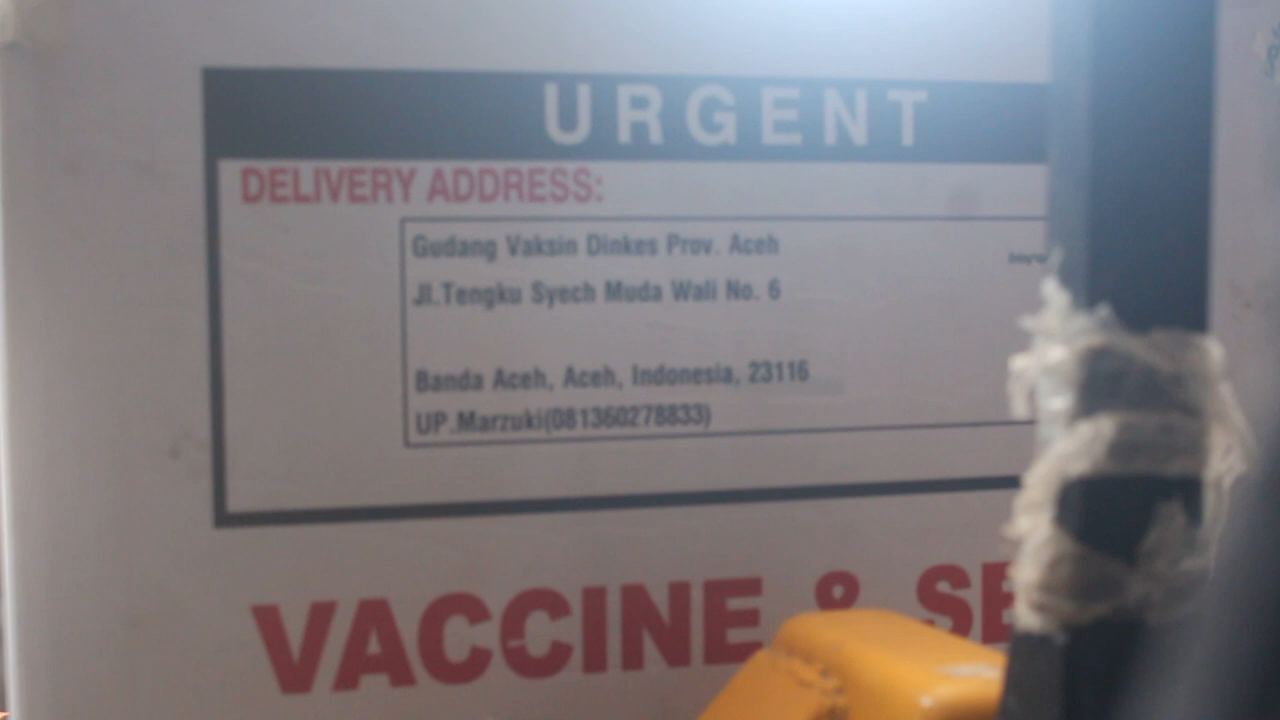 URGENT
DELIVERY ADDRESS:
Gudang Vaksin Dinkes Prov. Aceh
Jl.Tengku Syech Muda Wali No. 6
Banda Aceh, Aceh, Indonesia, 23116
UP.Marzuki(081360278833)
VACCINE & SE